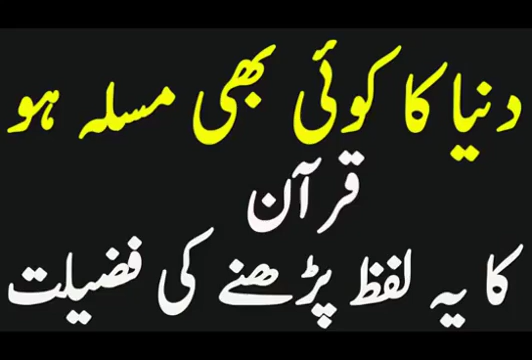 دنیا کا کوئی بھی مسلہ ہو
قرآن
کا یہ لفظ پڑھنے کی فضیلت